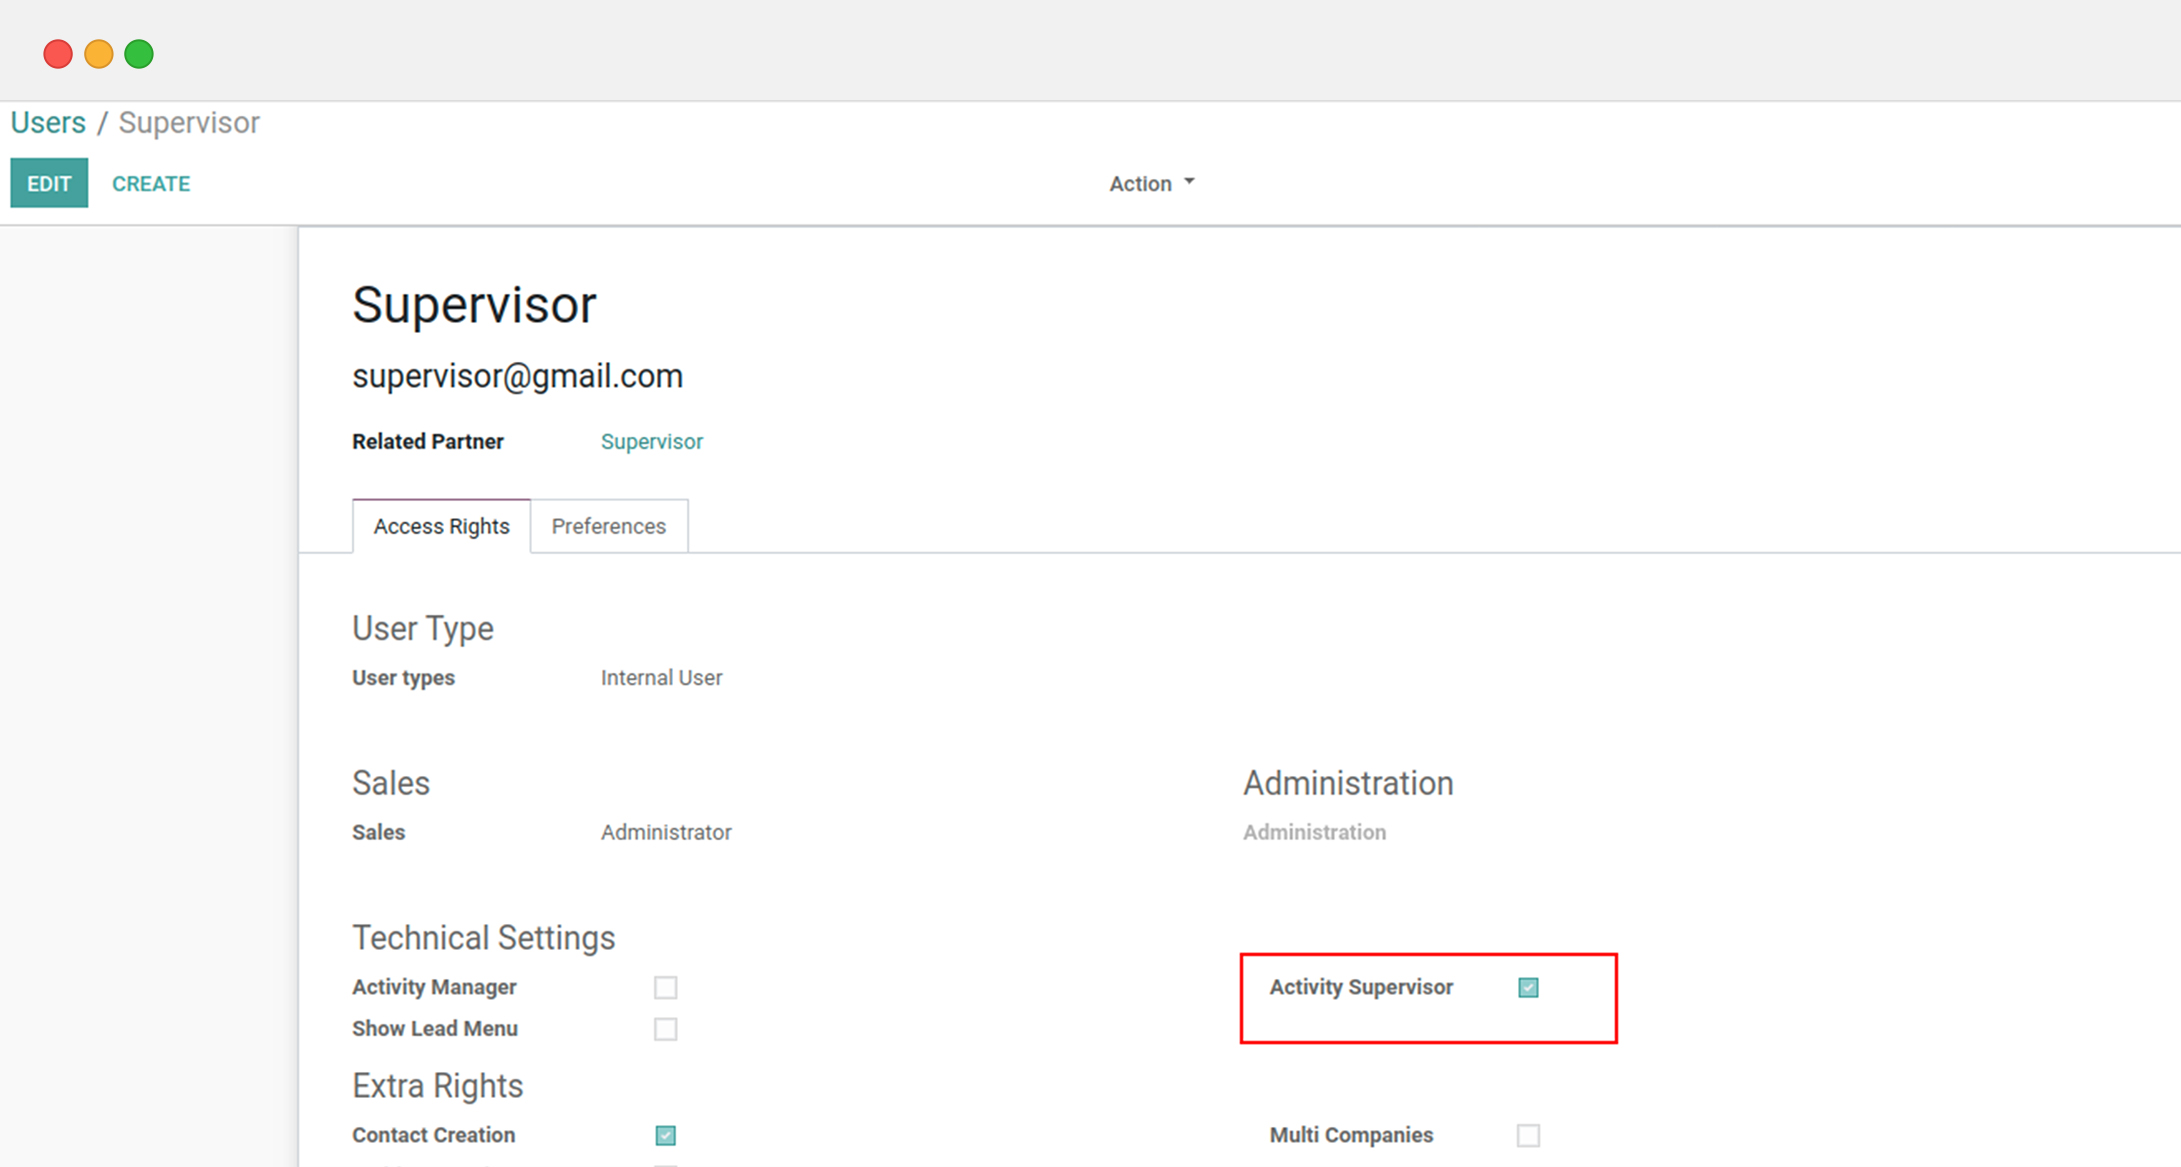 Users / Supervisor
EDIT CREATE Action
Supervisor
supervisor@gmail.com
Related Partner Supervisor
Access Rights Preferences
User Type
User types Internal User
Sales Administration
Sales Administrator Administration
Technical Settings
Activity Manager Activity Supervisor
Show Lead Menu
Extra Rights
Contact Creation Multi Companies